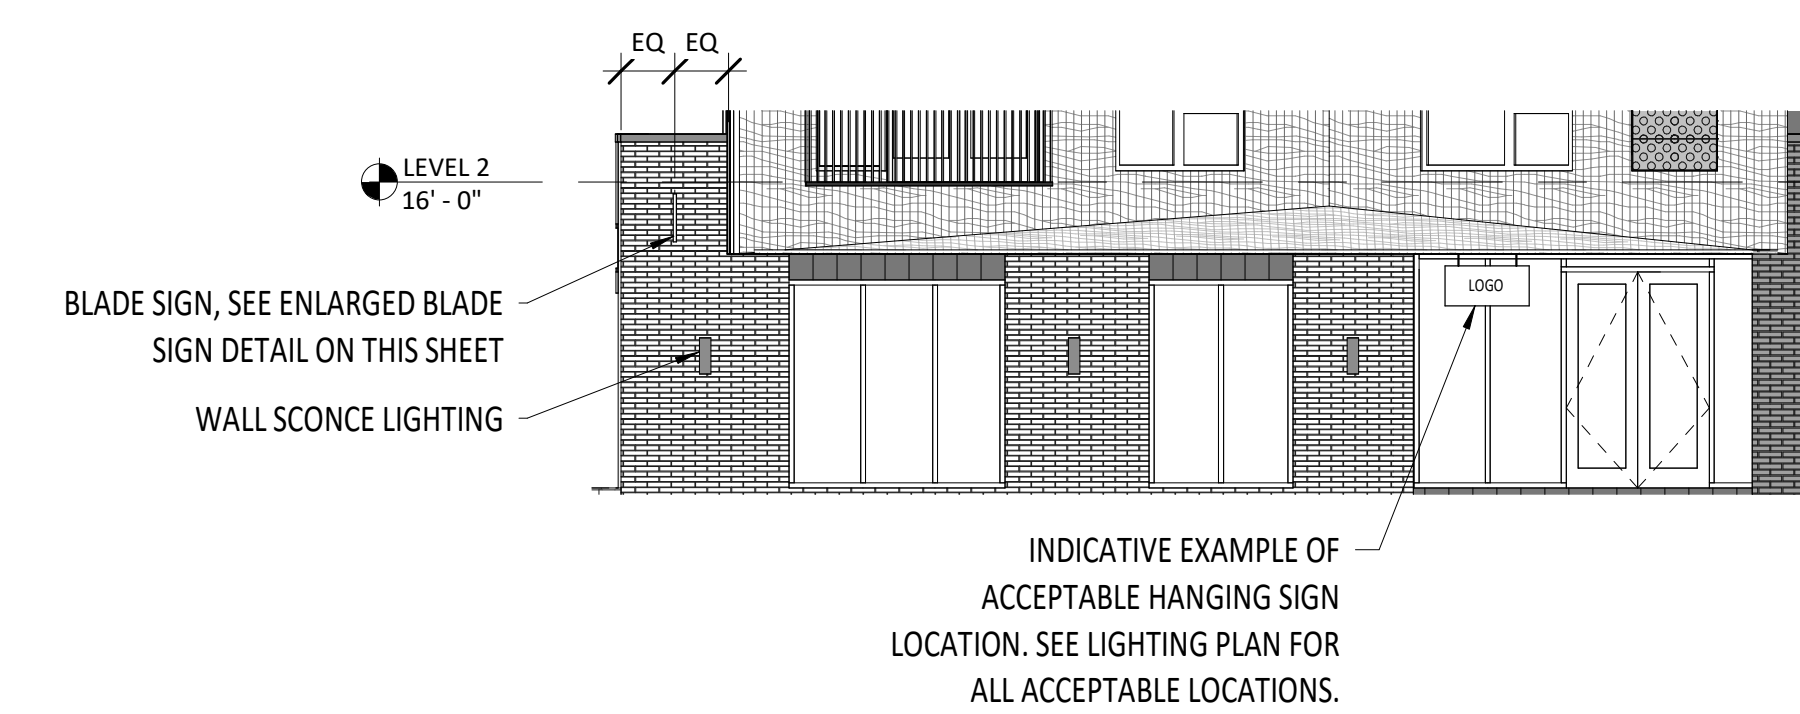 EQ EQ
LEVEL 2
16' - 0"
BLADE SIGN, SEE ENLARGED BLADE
SIGN DETAIL ON THIS SHEET
WALL SCONCE LIGHTING
LOGO
INDICATIVE EXAMPLE OF
ACCEPTABLE HANGING SIGN
LOCATION. SEE LIGHTING PLAN FOR
ALL ACCEPTABLE LOCATIONS.